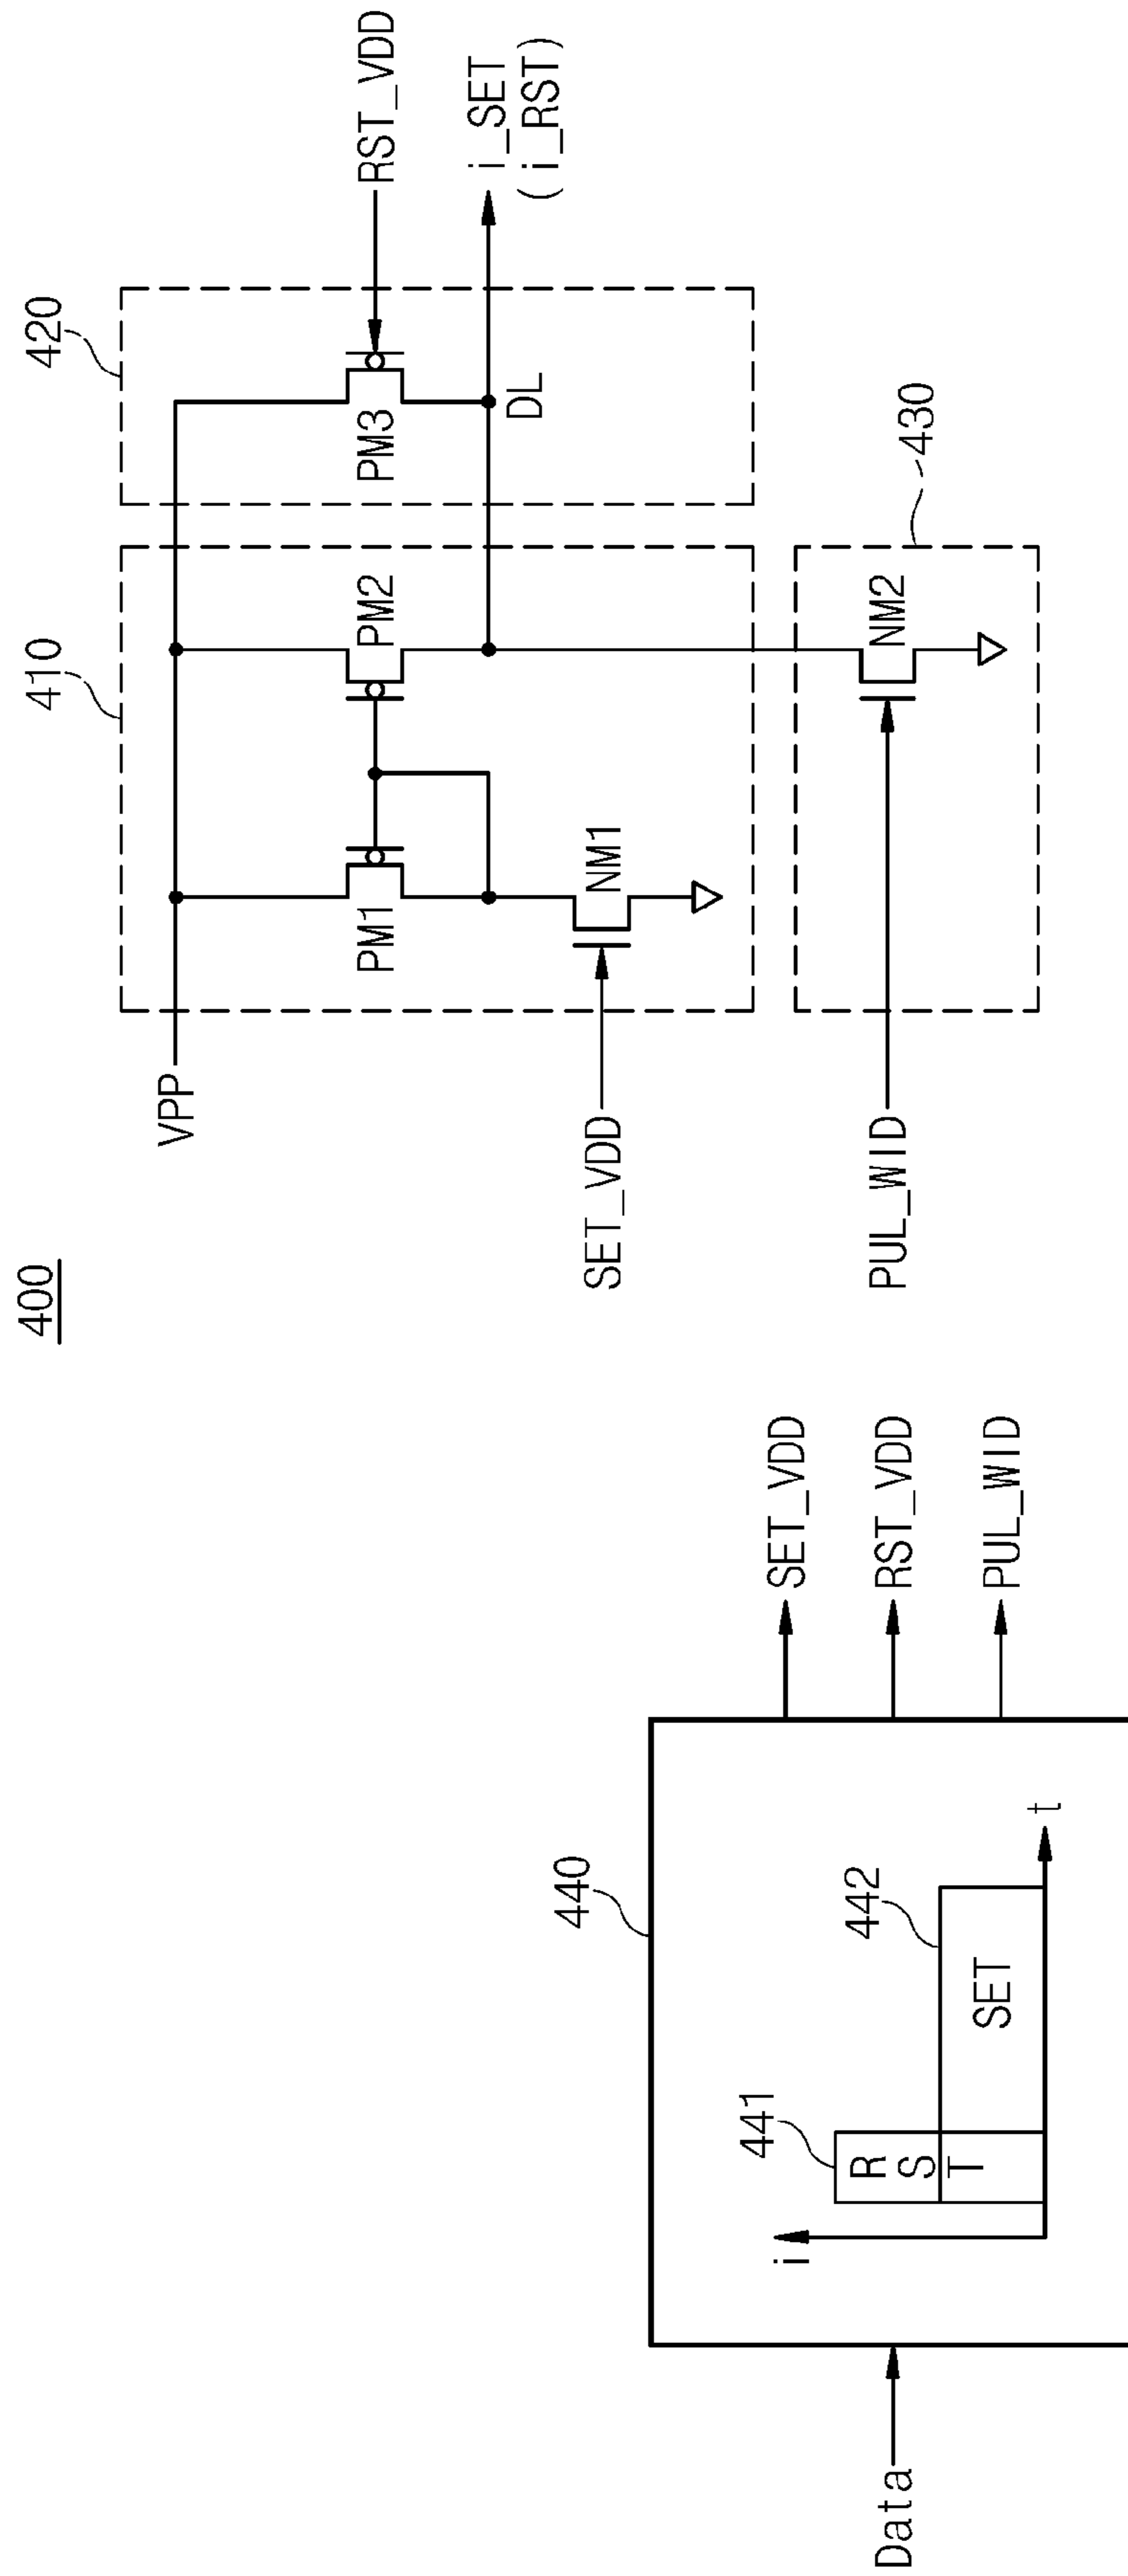 400
410
420
VPP
RST_VDD
PM1
PM2
PM3
i_SET
(i_RST)
DL
SET_VDD
NM1
430
PUL_WID
NM2
440
Data
i
441
RST
442
SET
t
SET_VDD
RST_VDD
PUL_WID